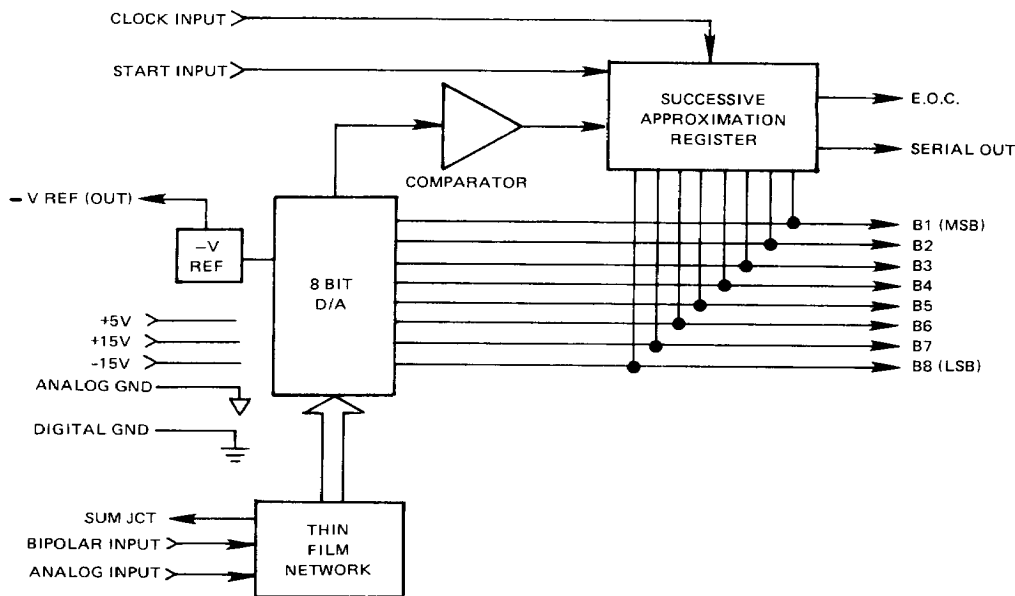 CLOCK INPUT
START INPUT
SUCCESSIVE
APPROXIMATION
REGISTER
E.O.C.
SERIAL OUT
COMPARATOR
– V REF (OUT)
–V
REF
8 BIT
D/A
B1 (MSB)
B2
B3
B4
B5
B6
B7
B8 (LSB)
+5V
+15V
-15V
ANALOG GND
DIGITAL GND
SUM JCT
BIPOLAR INPUT
ANALOG INPUT
THIN
FILM
NETWORK